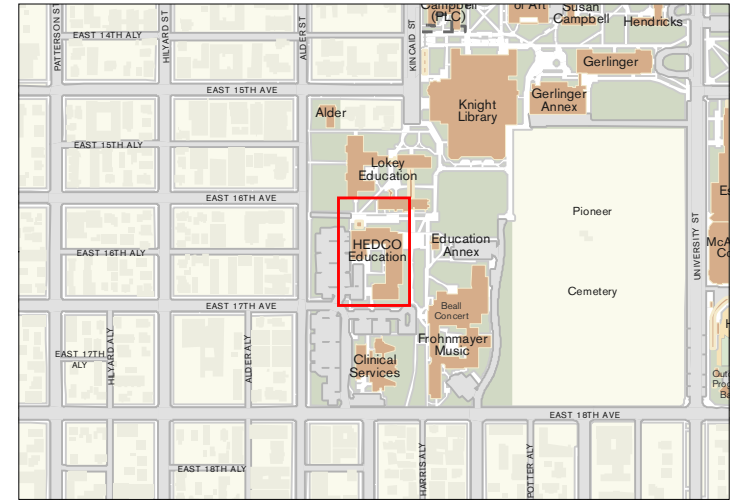 Campbell
(PLC)
of Art
Susan
Campbell
Hendricks
PATTERSON ST
EAST 14TH ALY
HILYARD ST
ALDER ST
KINCAID ST
Gerlinger
EAST 15TH AVE
Alder
Knight
Library
Gerlinger
Annex
EAST 15TH ALY
Lokey
Education
EAST 16TH AVE
Pioneer
UNIVERSITY ST
HEDCO
Education
Education
Annex
EAST 16TH ALY
Cemetery
EAST 17TH AVE
Beall
Concert
Frohnmayer
Music
EAST 17TH
ALY
HILYARD ALY
ALDER ALY
Clinical
Services
EAST 18TH AVE
EAST 18TH ALY
HARRIS ALY
POTTER ALY